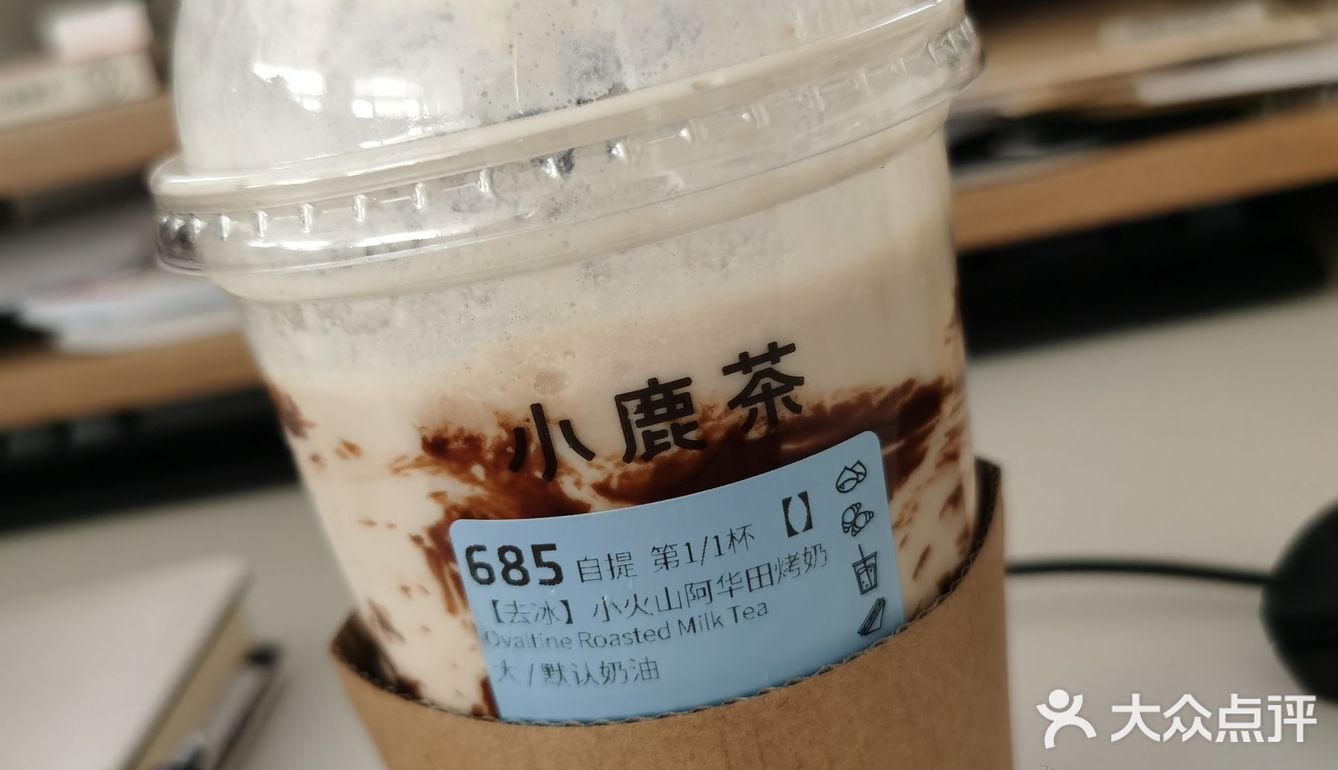 小鹿茶
685 自提 第1/1杯 【】
【去冰】小火山阿华田烤奶
Ovaltine Roasted Milk Tea
大/默认奶油
大众点评